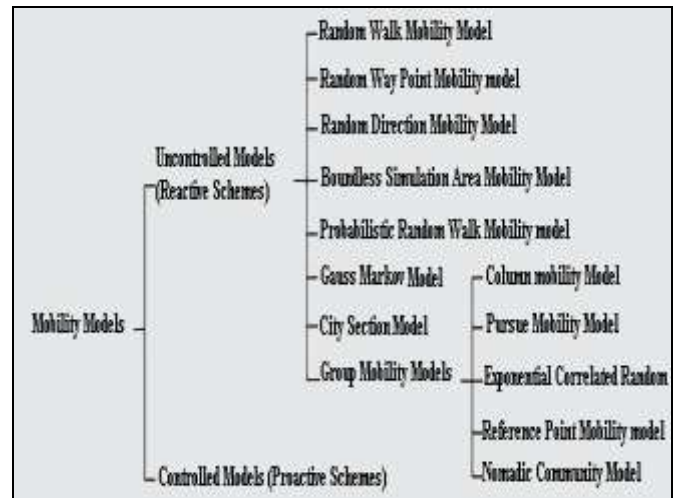 Random Walk Mobility Model
Random Way Point Mobility model
Random Direction Mobility Model
Uncontrolled Models
(Reactive Schemes)
Boundless Simulation Area Mobility Model
Probabilistic Random Walk Mobility model
Gauss Markov Model
Column mobility Model
Mobility Models
City Section Model
Pursue Mobility Model
Group Mobility Models
Exponential Correlated Random
Reference Point Mobility model
Controlled Models (Proactive Schemes)
Nomadic Community Model